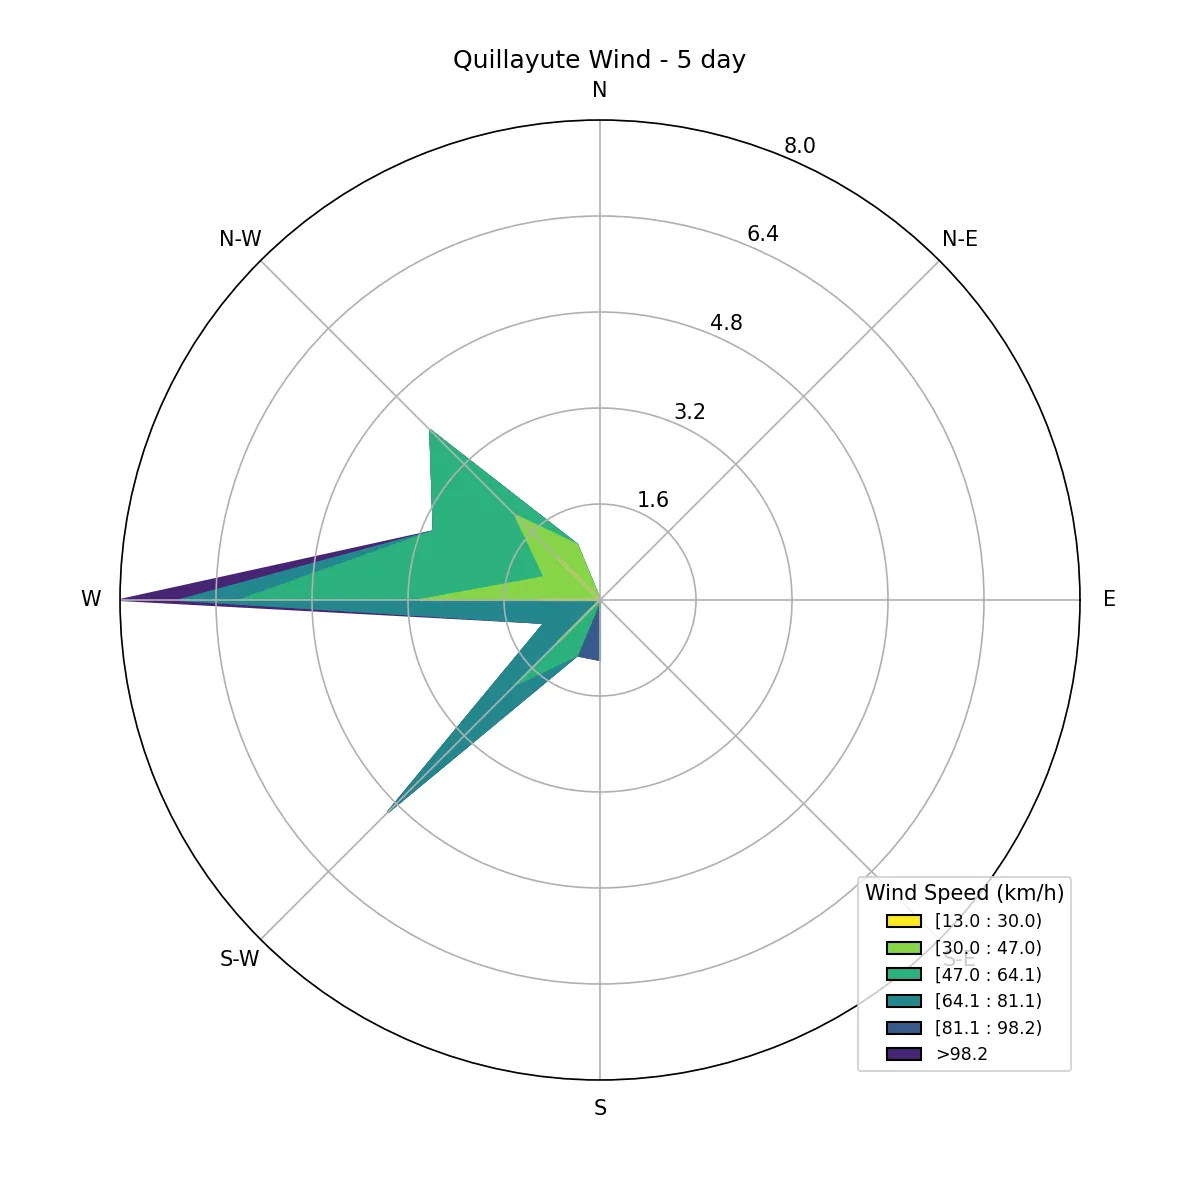 Quillayute Wind - 5 day
N
8.0
N-W
N-E
6.4
4.8
3.2
1.6
W
E
S-W
S-E
S
Wind Speed (km/h)
[13.0 : 30.0)
[30.0 : 47.0)
[47.0 : 64.1)
[64.1 : 81.1)
[81.1 : 98.2)
>98.2